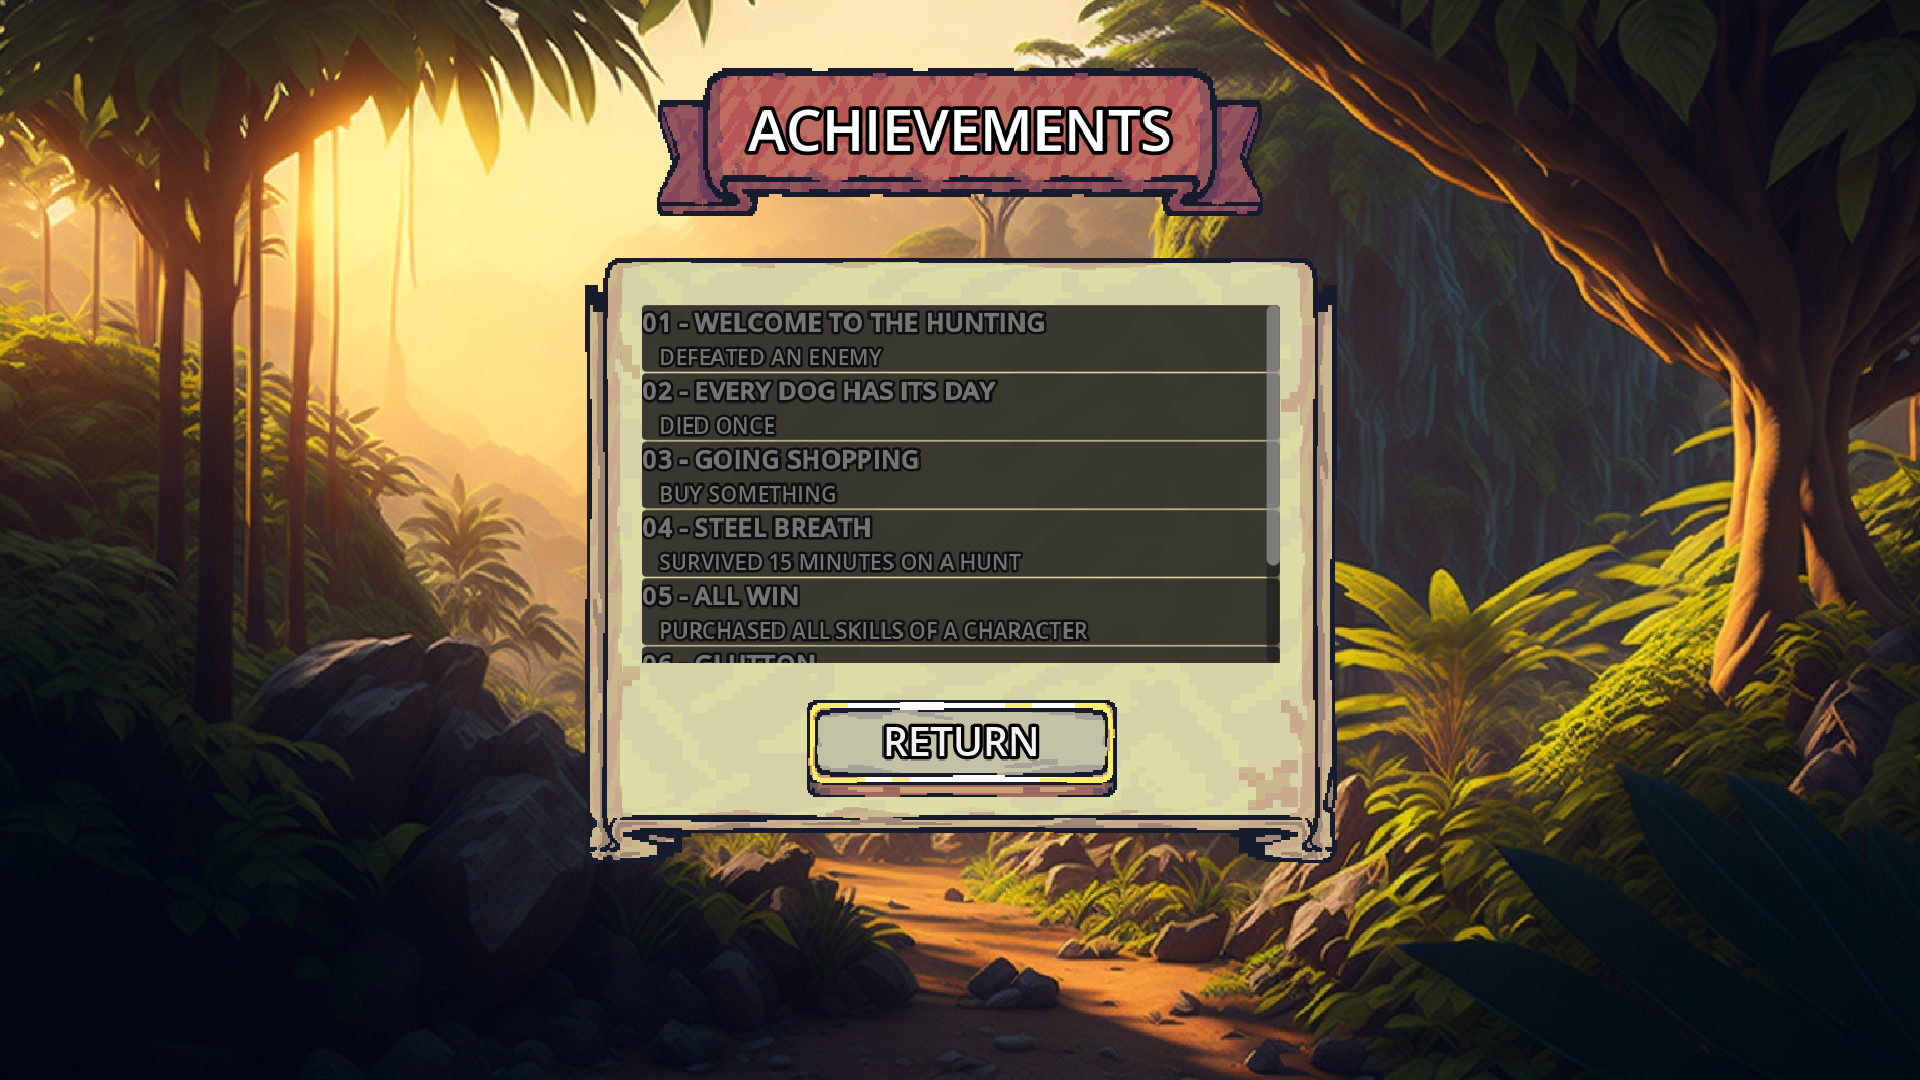 ACHIEVEMENTS
01 - WELCOME TO THE HUNTING
DEFEATED AN ENEMY
02 - EVERY DOG HAS ITS DAY
DIED ONCE
03 - GOING SHOPPING
BUY SOMETHING
04 - STEEL BREATH
SURVIVED 15 MINUTES ON A HUNT
05 - ALL WIN
PURCHASED ALL SKILLS OF A CHARACTER
06 - GLUTTON
RETURN